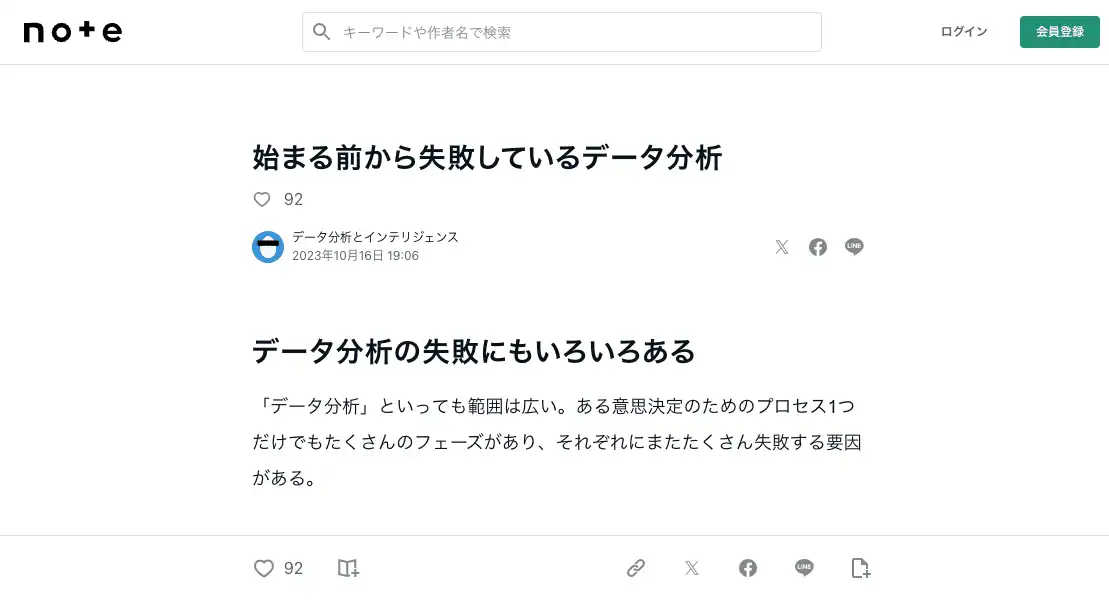 note
キーワードや作者名で検索
ログイン
会員登録
始まる前から失敗しているデータ分析
92
データ分析とインテリジェンス
2023年10月16日 19:06
LINE
データ分析の失敗にもいろいろある
「データ分析」といっても範囲は広い。ある意思決定のためのプロセス1つ
だけでもたくさんのフェーズがあり、それぞれにまたたくさん失敗する要因
がある。
92
LINE